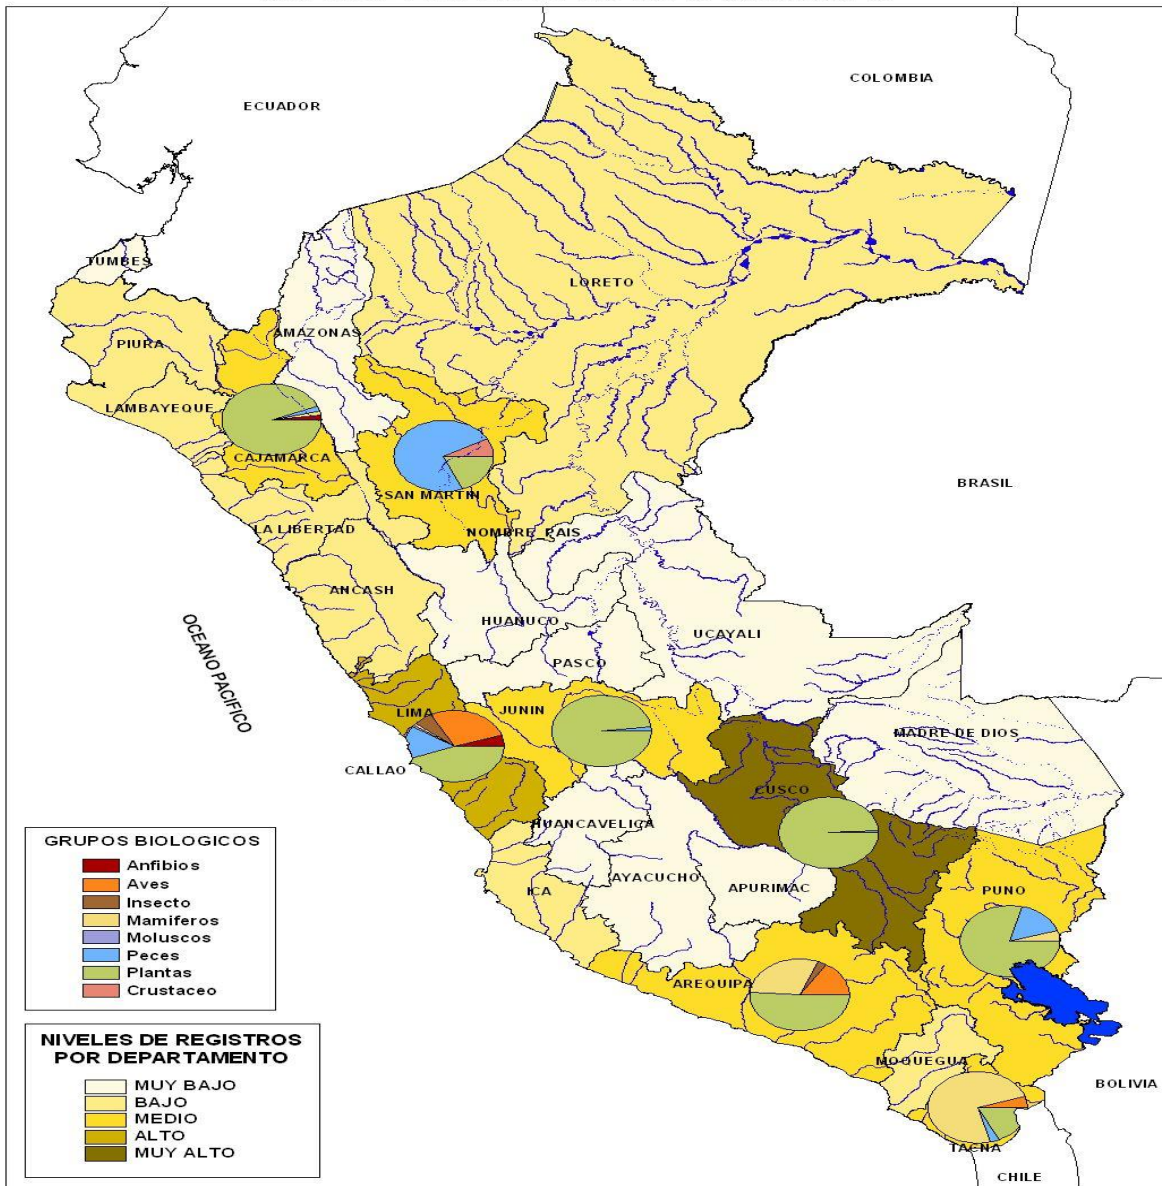 COLOMBIA
ECUADOR
TUMBES
LORETO
AMAZONAS
PIURA
LAMBAYEQUE
CAJAMARCA
BRASIL
SAN MARTIN
LA LIBERTAD
NOMBRE_PAIS
ANCASH
HUANUCO
UCAYALI
OCEANO PACIFICO
PASCO
LIMA
JUNIN
MADRE DE DIOS
CALLAO
CUSCO
HUANCAVELICA
AYACUCHO
APURIMAC
ICA
PUNO
AREQUIPA
MOQUEGUA
BOLIVIA
TACNA
CHILE
GRUPOS BIOLOGICOS
Anfibios
Aves
Insecto
Mamiferos
Moluscos
Peces
Plantas
Crustaceo
NIVELES DE REGISTROS
POR DEPARTAMENTO
MUY BAJO
BAJO
MEDIO
ALTO
MUY ALTO